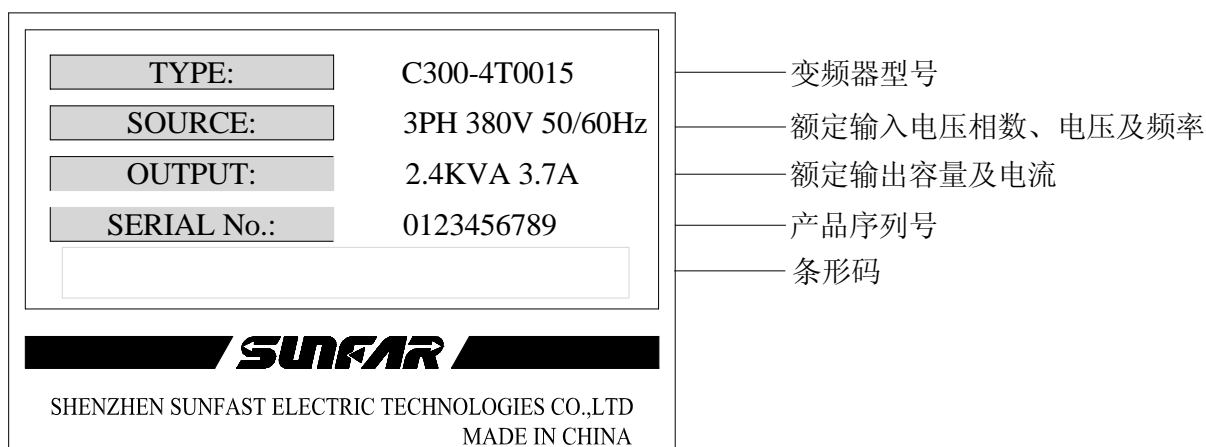 TYPE: C300-4T0015 变频器型号
SOURCE: 3PH 380V 50/60Hz 额定输入电压相数、电压及频率
OUTPUT: 2.4KVA 3.7A 额定输出容量及电流
SERIAL No.: 0123456789 产品序列号
条形码
SUNFAR
SHENZHEN SUNFAST ELECTRIC TECHNOLOGIES CO.,LTD
MADE IN CHINA